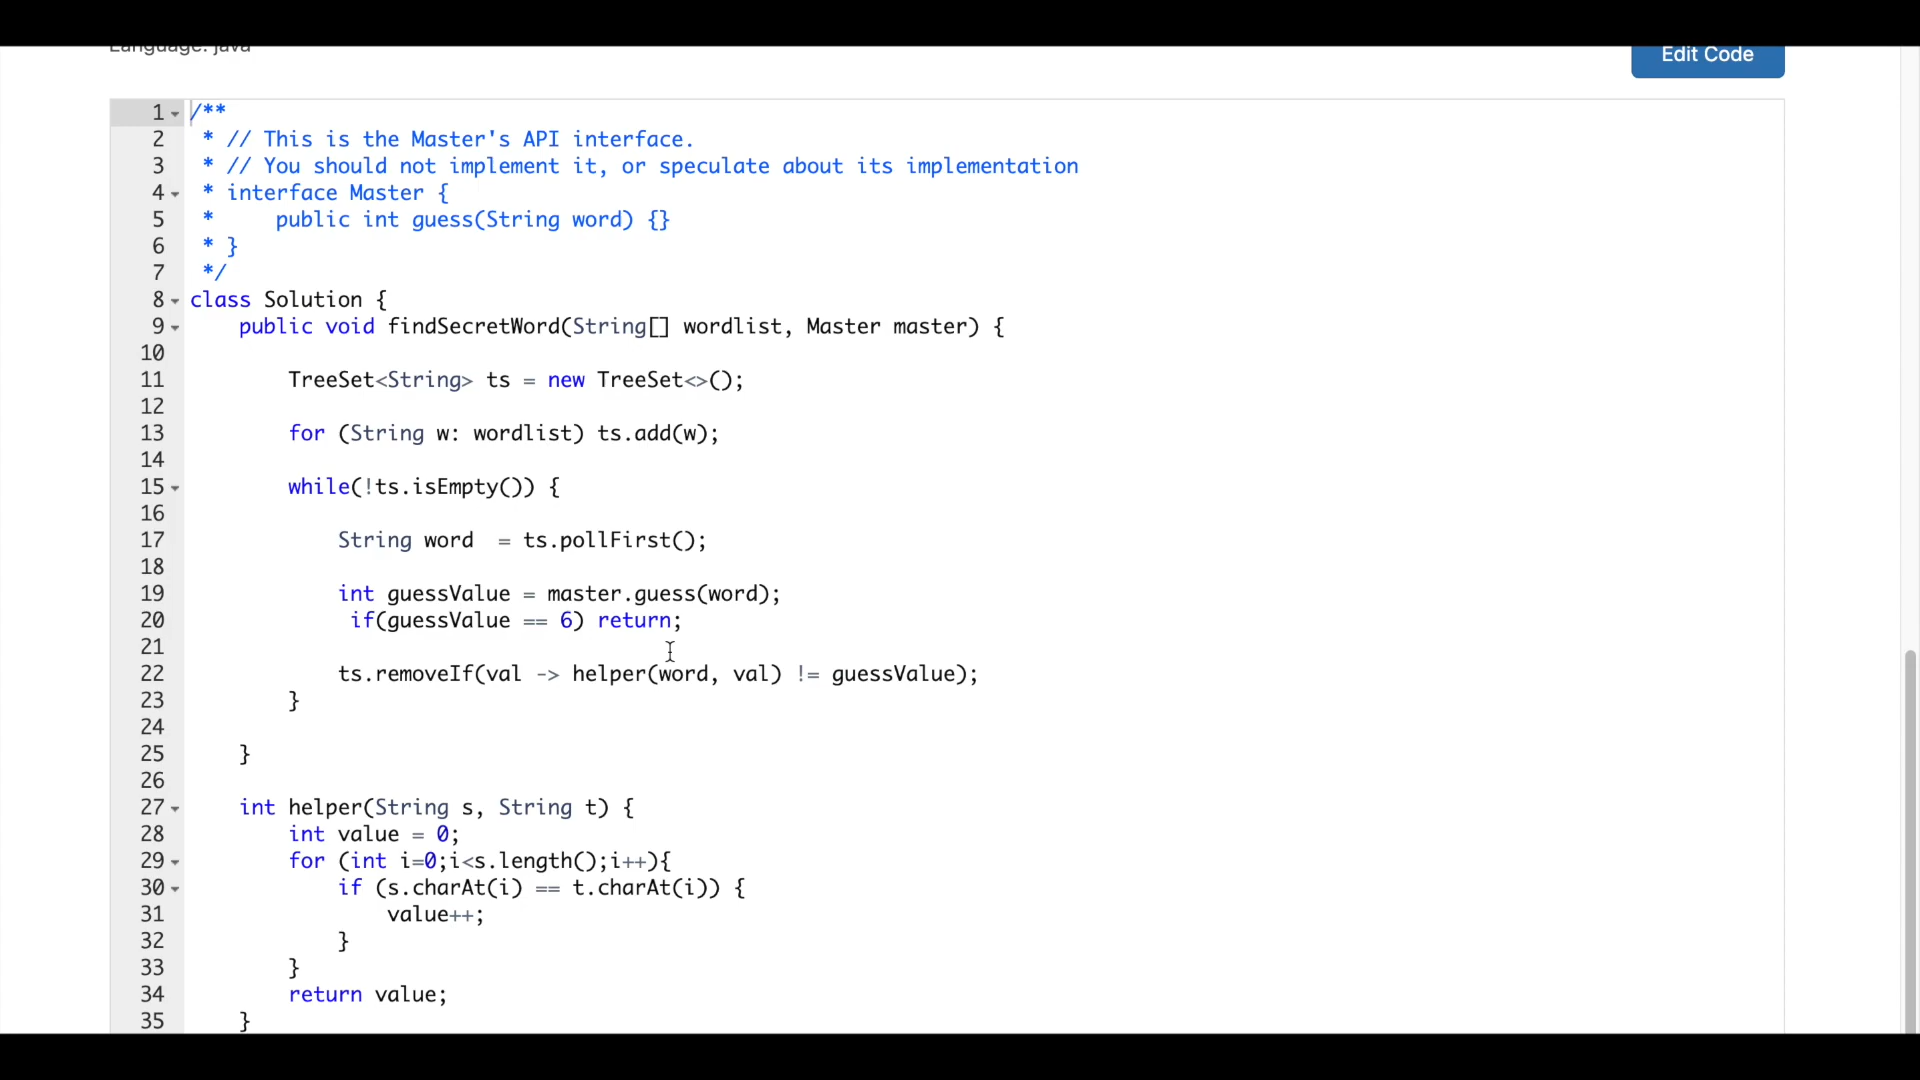 Language: java
Edit Code
1 /**
2 * // This is the Master's API interface.
3 * // You should not implement it, or speculate about its implementation
4 * interface Master {
5 *     public int guess(String word) {}
6 * }
7 */
8 class Solution {
9     public void findSecretWord(String[] wordlist, Master master) {
10
11         TreeSet<String> ts = new TreeSet<>();
12
13         for (String w: wordlist) ts.add(w);
14
15         while(!ts.isEmpty()) {
16
17             String word  = ts.pollFirst();
18
19             int guessValue = master.guess(word);
20              if(guessValue == 6) return;
21
22             ts.removeIf(val -> helper(word, val) != guessValue);
23         }
24
25     }
26
27     int helper(String s, String t) {
28         int value = 0;
29         for (int i=0;i<s.length();i++){
30             if (s.charAt(i) == t.charAt(i)) {
31                 value++;
32             }
33         }
34         return value;
35     }